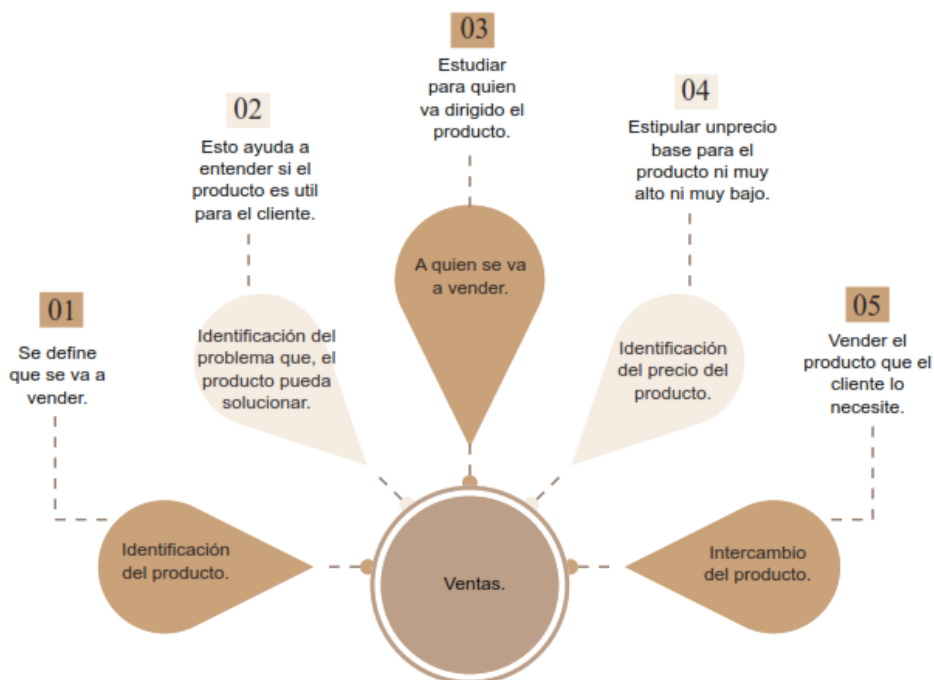 01
Se define
que se va a
vender.
Identificación
del producto.
02
Esto ayuda a
entender si el
producto es util
para el cliente.
Identificación del
problema que, el
producto pueda
solucionar.
03
Estudiar
para quien
va dirigido el
producto.
A quien se va
a vender.
04
Estipular unprecio
base para el
producto ni muy
alto ni muy bajo.
Identificación
del precio del
producto.
05
Vender el
producto que el
cliente lo
necesite.
Intercambio
del producto.
Ventas.